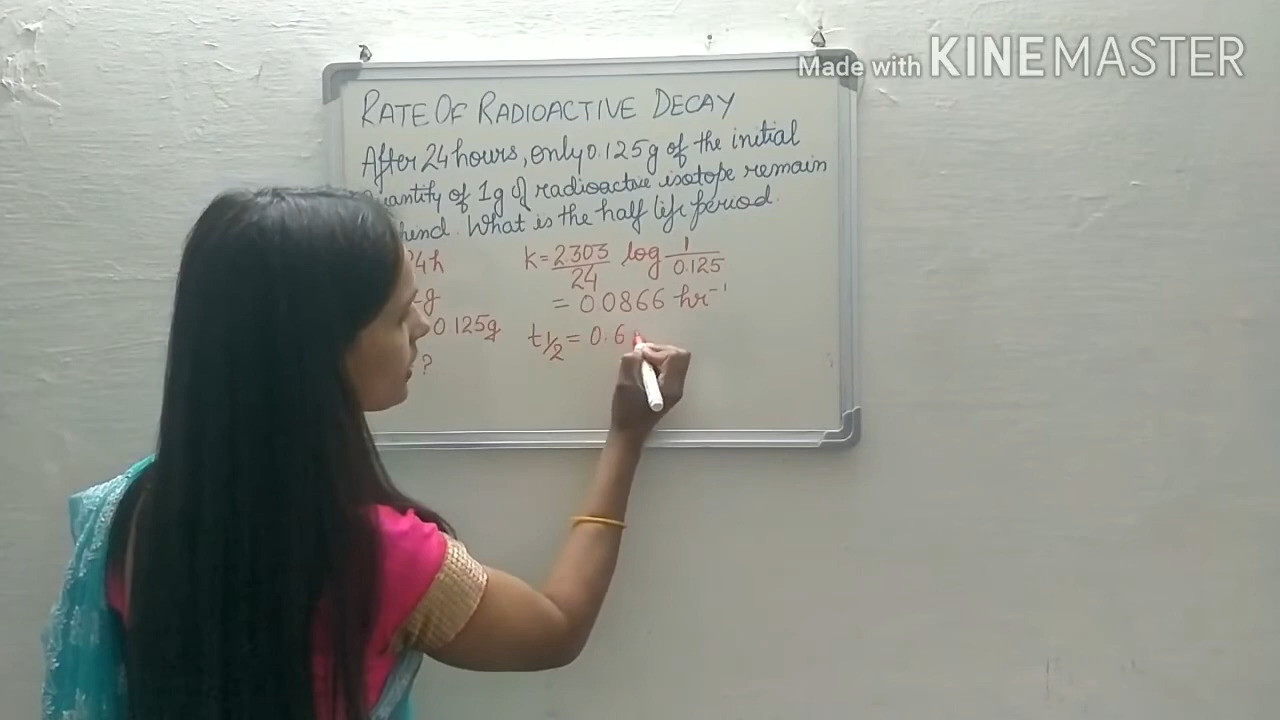 Made with KINEMASTER
RATE OF RADIOACTIVE DECAY
After 24 hours, only 0.125g of the initial
quantity of 1g of radioactive isotope remain
What is the half life period.
4h
g
0.125g
?
K = 2.303/24 log 1/0.125
= 0.0866 hr⁻¹
t1/2 = 0.6